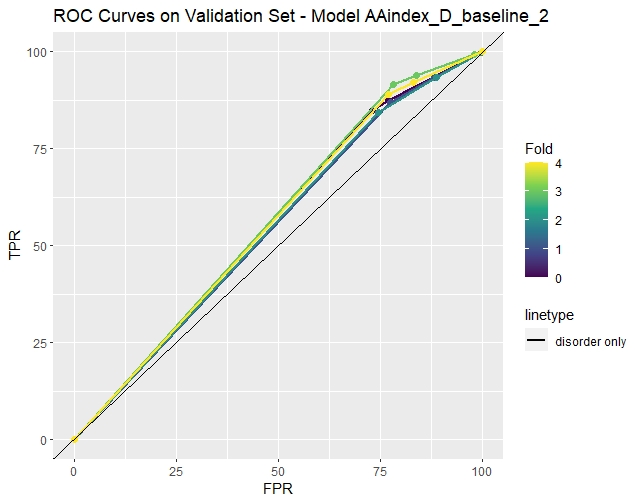 ROC Curves on Validation Set - Model AAindex_D_baseline_2
100
75
50
25
0
TPR
0
25
50
75
100
FPR
Fold
4
3
2
1
0
linetype
disorder only